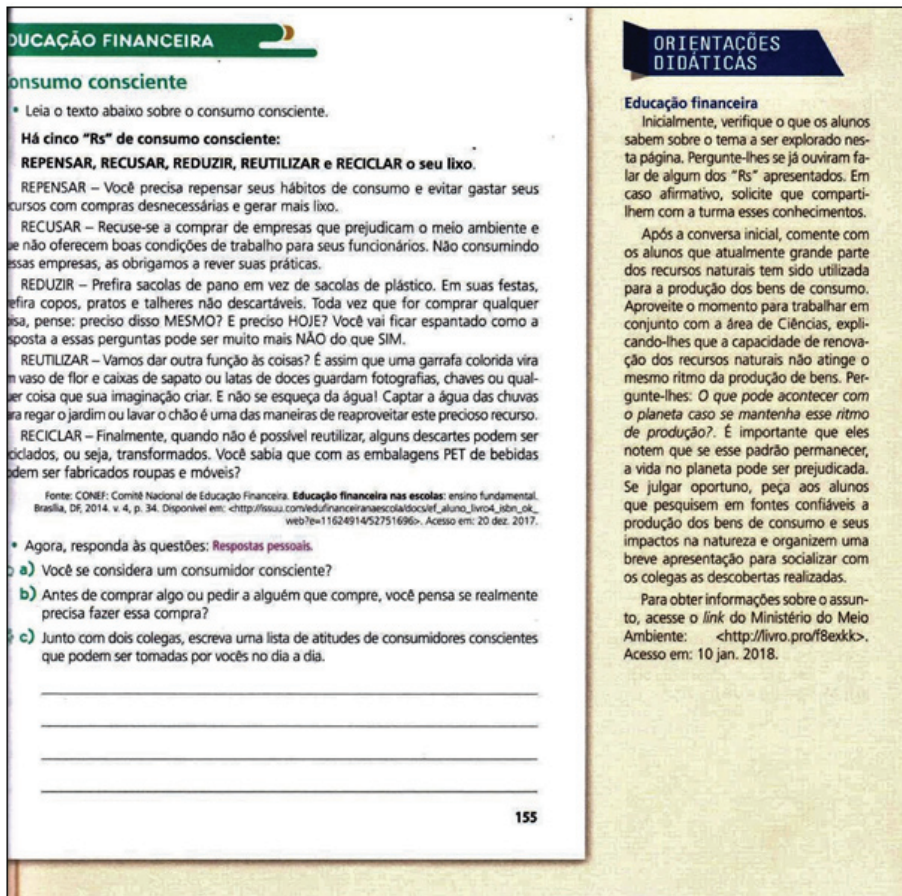 DUCAÇÃO FINANCEIRA
onsumo consciente
• Leia o texto abaixo sobre o consumo consciente.
Há cinco "Rs" de consumo consciente:
REPENSAR, RECUSAR, REDUZIR, REUTILIZAR e RECICLAR o seu lixo.
REPENSAR – Você precisa repensar seus hábitos de consumo e evitar gastar seus
cursos com compras desnecessárias e gerar mais lixo.
RECUSAR – Recuse-se a comprar de empresas que prejudicam o meio ambiente e
ue não oferecem boas condições de trabalho para seus funcionários. Não consumindo
essas empresas, as obrigamos a rever suas práticas.
REDUZIR – Prefira sacolas de pano em vez de sacolas de plástico. Em suas festas,
efira copos, pratos e talheres não descartáveis. Toda vez que for comprar qualquer
isa, pense: preciso disso MESMO? E preciso HOJE? Você vai ficar espantado como a
sposta a essas perguntas pode ser muito mais NÃO do que SIM.
REUTILIZAR – Vamos dar outra função às coisas? É assim que uma garrafa colorida vira
m vaso de flor e caixas de sapato ou latas de doces guardam fotografias, chaves ou qual-
uer coisa que sua imaginação criar. E não se esqueça da água! Captar a água das chuvas
ara regar o jardim ou lavar o chão é uma das maneiras de reaproveitar este precioso recurso.
RECICLAR – Finalmente, quando não é possível reutilizar, alguns descartes podem ser
ciclados, ou seja, transformados. Você sabia que com as embalagens PET de bebidas
odem ser fabricados roupas e móveis?
Fonte: CONEF: Comitê Nacional de Educação Financeira. Educação financeira nas escolas: ensino fundamental.
Brasília, DF, 2014. v. 4, p. 34. Disponível em: <http://issuu.com/edufinanceiranaescola/docs/ef_aluno_livro4_isbn_ok_
web?e=11624914/52751696>. Acesso em: 20 dez. 2017.
• Agora, responda às questões: Respostas pessoais.
a) Você se considera um consumidor consciente?
b) Antes de comprar algo ou pedir a alguém que compre, você pensa se realmente
precisa fazer essa compra?
c) Junto com dois colegas, escreva uma lista de atitudes de consumidores conscientes
que podem ser tomadas por vocês no dia a dia.
155
ORIENTAÇÕES
DIDÁTICAS
Educação financeira
Inicialmente, verifique o que os alunos
sabem sobre o tema a ser explorado nes-
ta página. Pergunte-lhes se já ouviram fa-
lar de algum dos "Rs" apresentados. Em
caso afirmativo, solicite que comparti-
lhem com a turma esses conhecimentos.
Após a conversa inicial, comente com
os alunos que atualmente grande parte
dos recursos naturais tem sido utilizada
para a produção dos bens de consumo.
Aproveite o momento para trabalhar em
conjunto com a área de Ciências, expli-
cando-lhes que a capacidade de renova-
ção dos recursos naturais não atinge o
mesmo ritmo da produção de bens. Per-
gunte-lhes: O que pode acontecer com
o planeta caso se mantenha esse ritmo
de produção?. É importante que eles
notem que se esse padrão permanecer,
a vida no planeta pode ser prejudicada.
Se julgar oportuno, peça aos alunos
que pesquisem em fontes confiáveis a
produção dos bens de consumo e seus
impactos na natureza e organizem uma
breve apresentação para socializar com
os colegas as descobertas realizadas.
Para obter informações sobre o assun-
to, acesse o link do Ministério do Meio
Ambiente: <http://livro.pro/f8exkk>.
Acesso em: 10 jan. 2018.